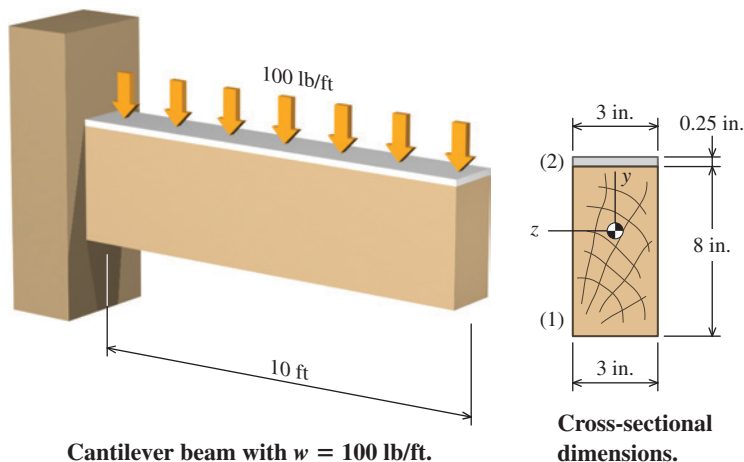 100 lb/ft
10 ft
Cantilever beam with w = 100 lb/ft.
3 in.
0.25 in.
(2)
y
z
8 in.
(1)
3 in.
Cross-sectional
dimensions.